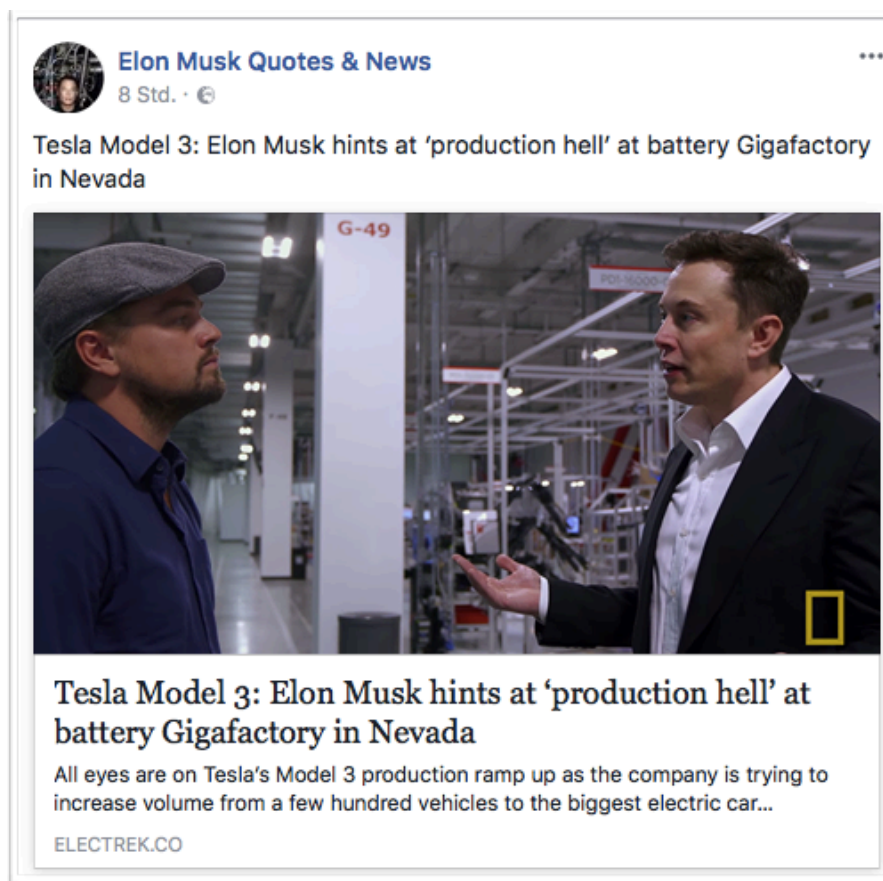 Elon Musk Quotes & News
8 Std. ·
Tesla Model 3: Elon Musk hints at ‘production hell’ at battery Gigafactory
in Nevada
G-49
Tesla Model 3: Elon Musk hints at ‘production hell’ at
battery Gigafactory in Nevada
All eyes are on Tesla’s Model 3 production ramp up as the company is trying to
increase volume from a few hundred vehicles to the biggest electric car...
ELECTREK.CO